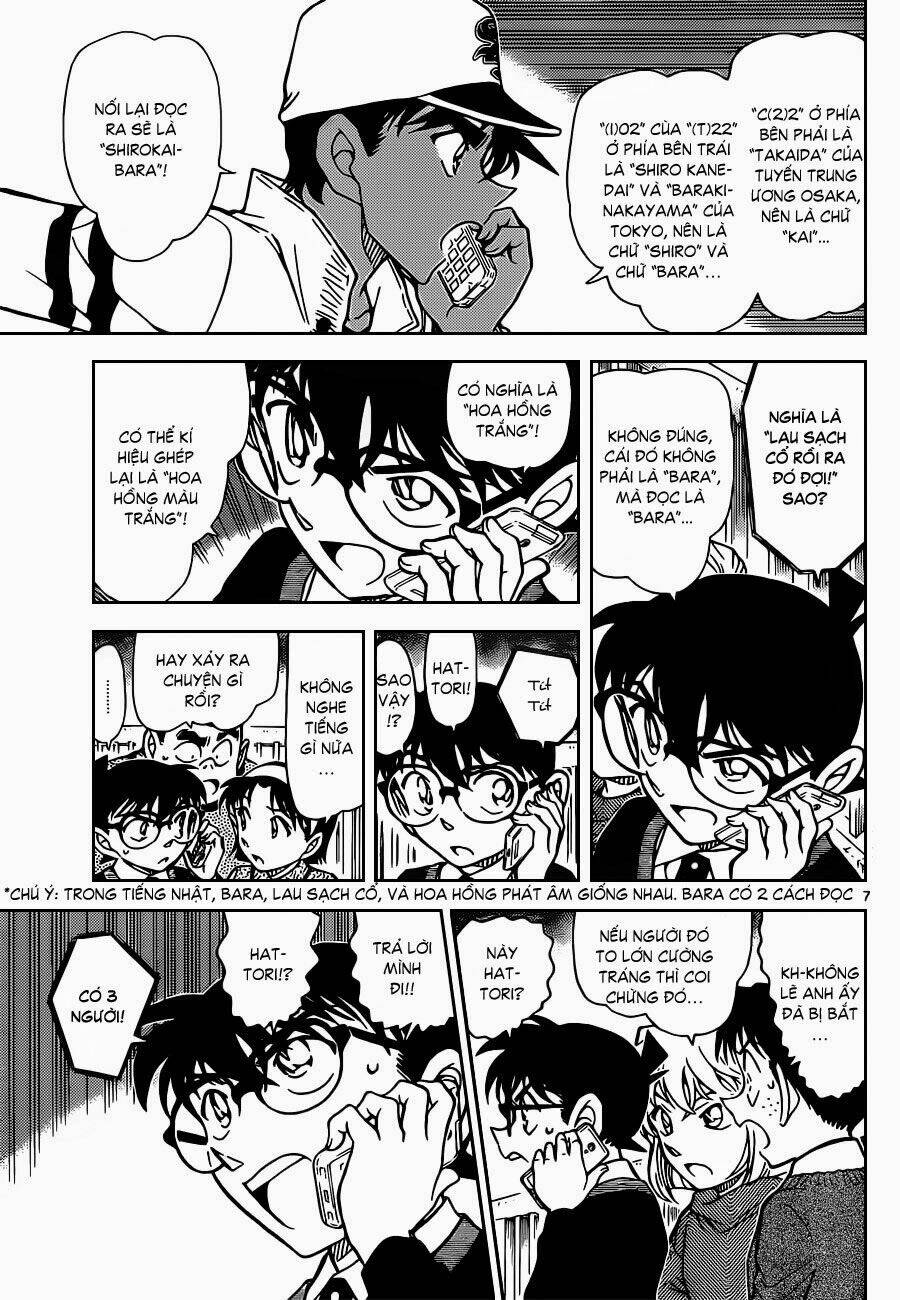 "C(2)2" Ở PHÍA
BÊN PHẢI LÀ
"TAKAIDA" CỦA
TUYẾN TRUNG
ƯƠNG OSAKA,
NÊN LÀ CHỮ
"KAI"...
"(I)02" CỦA "(T)22"
Ở PHÍA BÊN TRÁI
LÀ "SHIRO KANE-
DAI" VÀ "BARAKI-
NAKAYAMA" CỦA
TOKYO, NÊN LÀ
CHỮ "SHIRO" VÀ
CHỮ "BARA"...
NỐI LẠI ĐỌC
RA SẼ LÀ
"SHIROKAI-
BARA"!
NGHĨA LÀ
"LAU SẠCH
CỔ RỒI RA
ĐÓ ĐỢI!"
SAO?
KHÔNG ĐÚNG,
CÁI ĐÓ KHÔNG
PHẢI LÀ "BARA",
MÀ ĐỌC LÀ
"BARA"...
CÓ NGHĨA LÀ
"HOA HỒNG
TRẮNG"!
CÓ THỂ KÍ
HIỆU GHÉP
LẠI LÀ "HOA
HỒNG MÀU
TRẮNG"!
TÚT
TÚT
HAT-
TORI!
SAO
VẬY
!?
KHÔNG
NGHE
TIẾNG
GÌ NỮA
...
HAY XẢY RA
CHUYỆN GÌ
RỒI?
.......
*CHÚ Ý: TRONG TIẾNG NHẬT, BARA, LAU SẠCH CỔ, VÀ HOA HỒNG PHÁT ÂM GIỐNG NHAU. BARA CÓ 2 CÁCH ĐỌC
7
KH-KHÔNG
LẼ ANH ẤY
ĐÃ BỊ BẮT
...
NẾU NGƯỜI ĐÓ
TO LỚN CƯỜNG
TRÁNG THÌ COI
CHỪNG ĐÓ...
NÀY
HAT-
TORI?
TRẢ LỜI
MÌNH
ĐI!!
HAT-
TORI!?
CÓ 3
NGƯỜI!